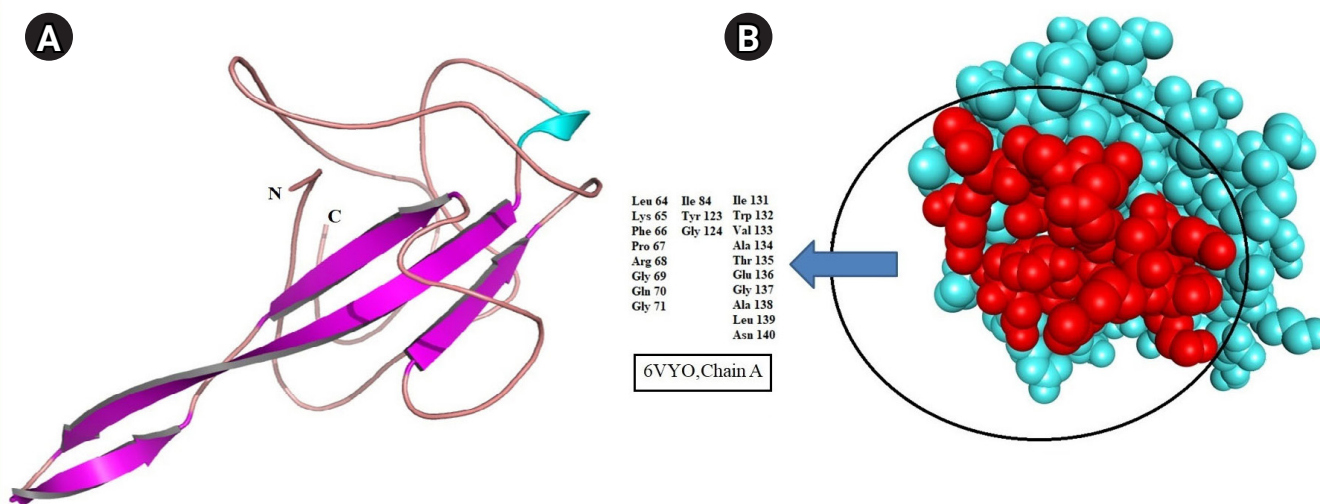 A
B
N
C
Leu 64 Ile 84 Ile 131
Lys 65 Tyr 123 Trp 132
Phe 66 Gly 124 Val 133
Pro 67 Ala 134
Arg 68 Thr 135
Gly 69 Glu 136
Gln 70 Gly 137
Gly 71 Ala 138
Leu 139
Asn 140
6VYO,Chain A